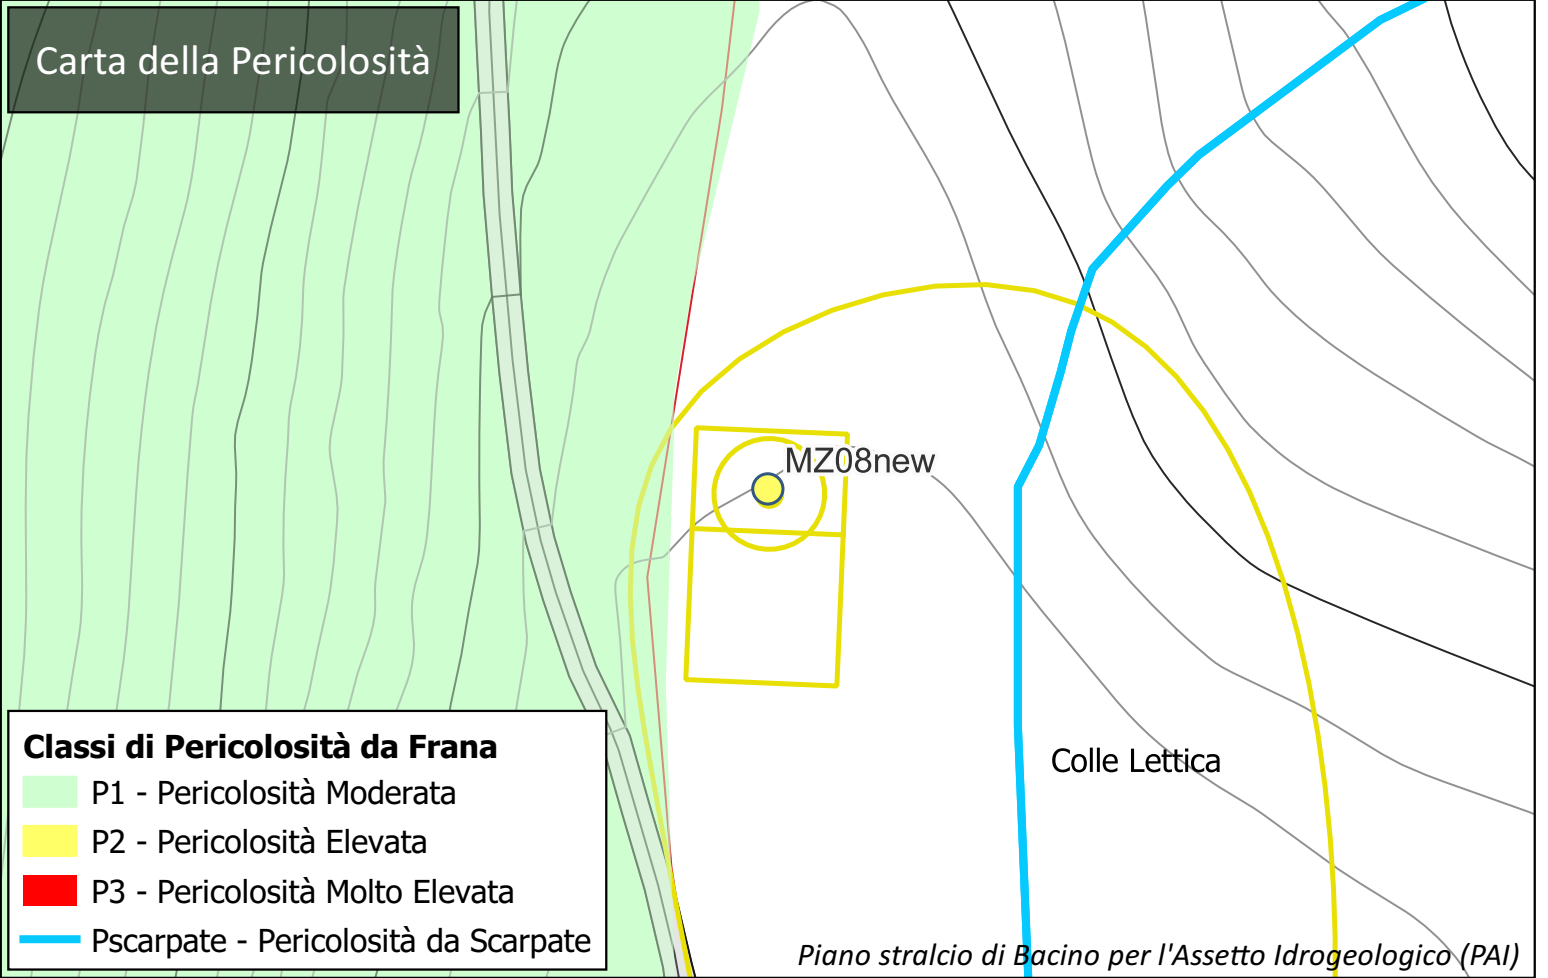 Carta della Pericolosità
MZ08new
Colle Lettica
Classi di Pericolosità da Frana
P1 - Pericolosità Moderata
P2 - Pericolosità Elevata
P3 - Pericolosità Molto Elevata
Pscarpate - Pericolosità da Scarpate
Piano stralcio di Bacino per l'Assetto Idrogeologico (PAI)